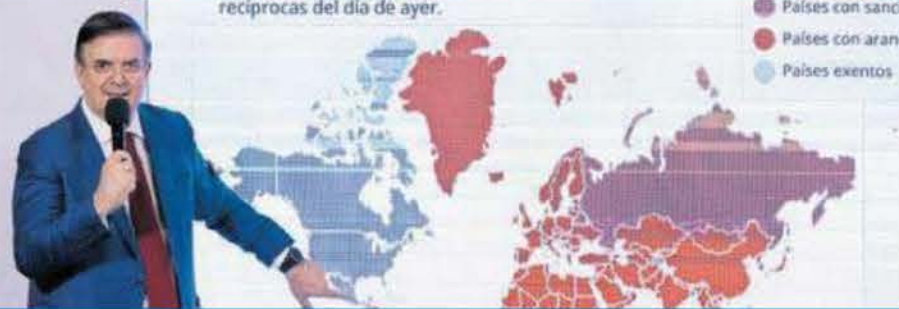 recíprocas del día de ayer.
Países con sanc
Países con aran
Países exentos